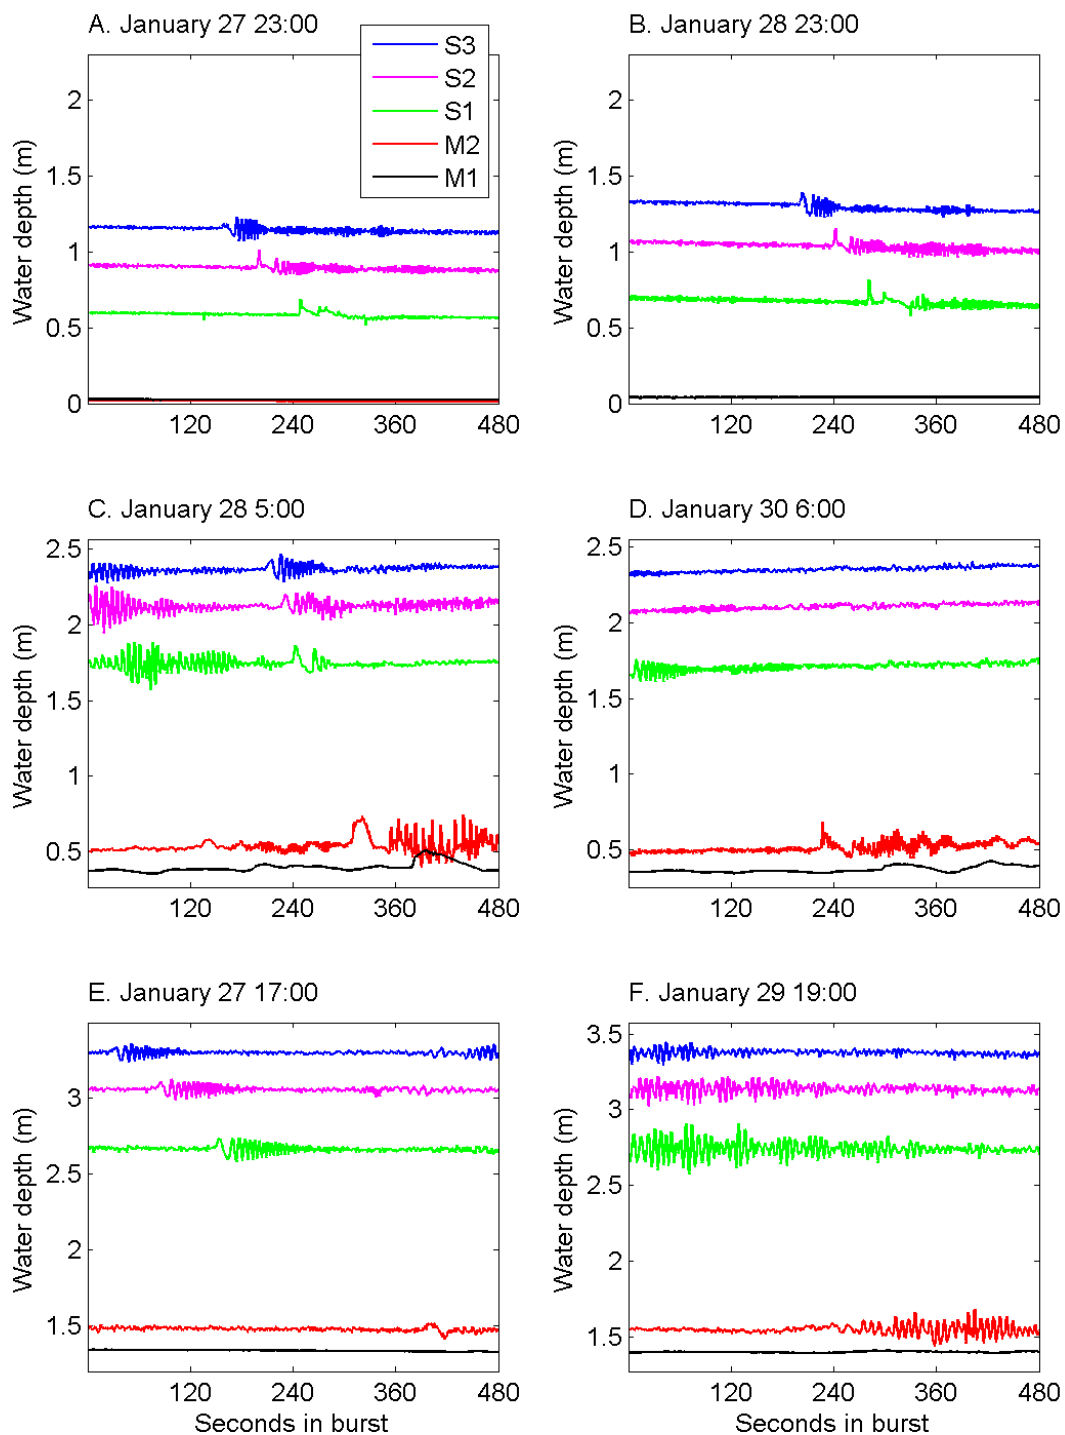 A. January 27 23:00
B. January 28 23:00
S3
S2
S1
M2
M1
Water depth (m)
2
1.5
1
0.5
0
120
240
360
480
Water depth (m)
2
1.5
1
0.5
0
120
240
360
480
C. January 28 5:00
D. January 30 6:00
Water depth (m)
2.5
2
1.5
1
0.5
120
240
360
480
Water depth (m)
2.5
2
1.5
1
0.5
120
240
360
480
E. January 27 17:00
F. January 29 19:00
Water depth (m)
3
2.5
2
1.5
120
240
360
480
Seconds in burst
Water depth (m)
3.5
3
2.5
2
1.5
120
240
360
480
Seconds in burst